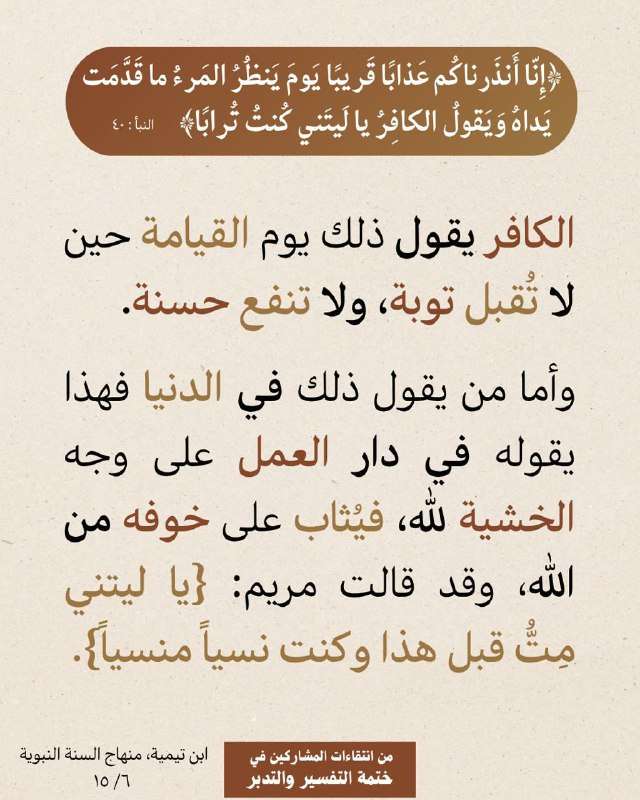 ﴿إِنّا أَنذَرناكُم عَذابًا قَريبًا يَومَ يَنظُرُ المَرءُ ما قَدَّمَت
يَداهُ وَيَقولُ الكافِرُ يا لَيتَني كُنتُ تُرابًا﴾ النبأ: ٤٠
الكافر يقول ذلك يوم القيامة حين
لا تُقبل توبة، ولا تنفع حسنة.
وأما من يقول ذلك في الدنيا فهذا
يقوله في دار العمل على وجه
الخشية لله، فيُثاب على خوفه من
الله، وقد قالت مريم: {يا ليتني
مِتُّ قبل هذا وكنت نسياً منسياً}.
من انتقاءات المشاركين في
ختمة التفسير والتدبر
ابن تيمية، منهاج السنة النبوية
٦/ ١٥